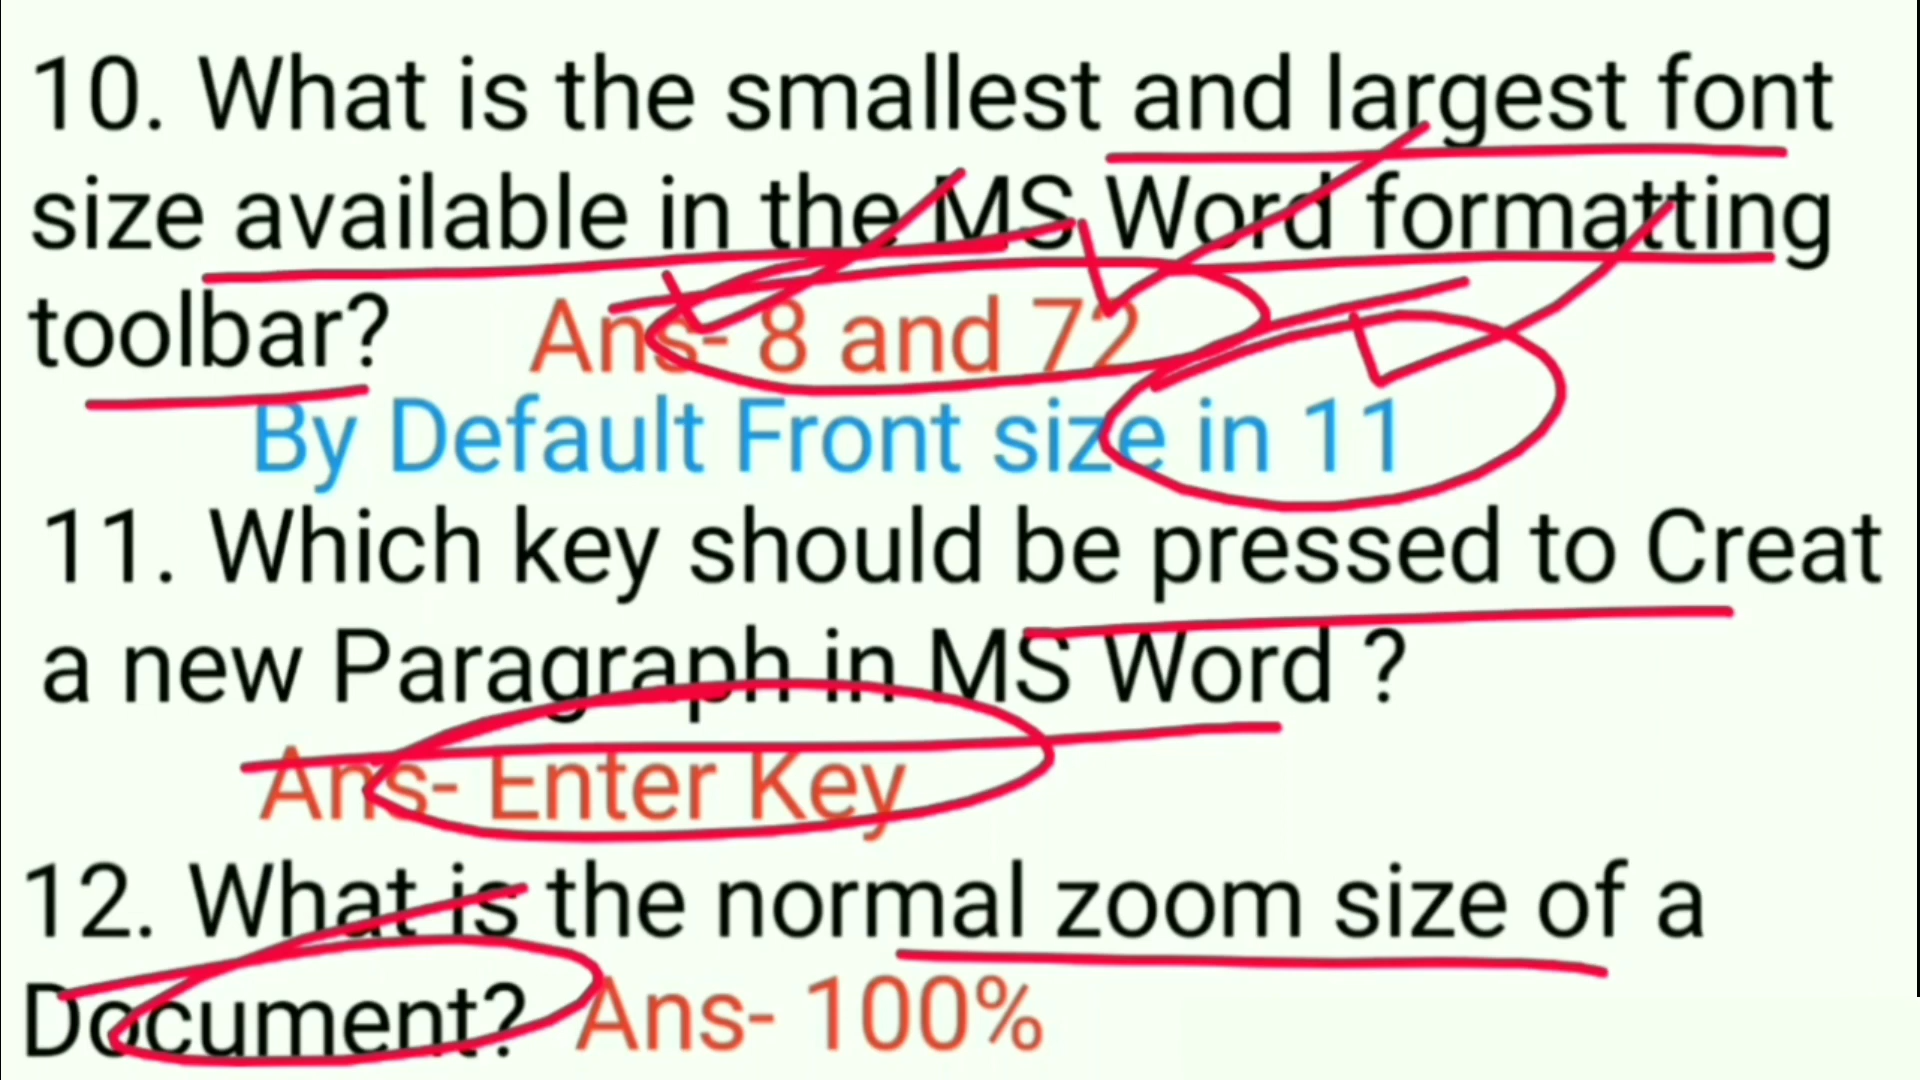 10. What is the smallest and largest font
size available in the MS Word formatting
toolbar? Ans- 8 and 72
By Default Front size in 11
11. Which key should be pressed to Creat
a new Paragraph in MS Word ?
Ans- Enter Key
12. What is the normal zoom size of a
Document? Ans- 100%